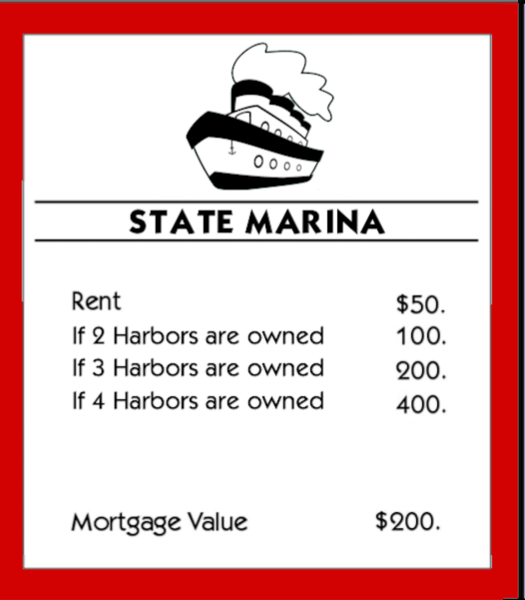 STATE MARINA
Rent $50.
If 2 Harbors are owned 100.
If 3 Harbors are owned 200.
If 4 Harbors are owned 400.
Mortgage Value $200.